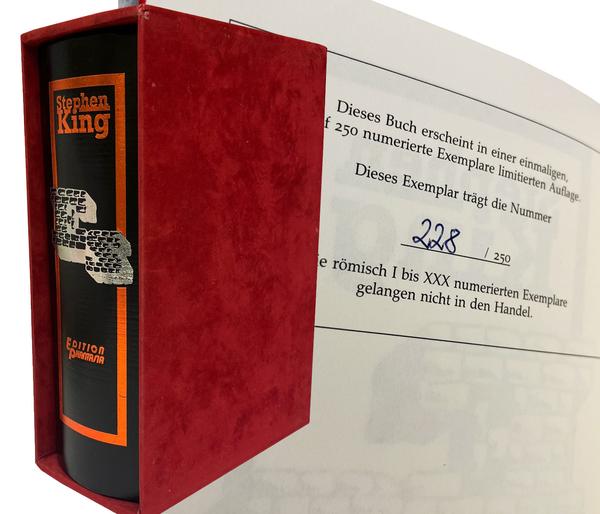 Stephen
King
Es
EDITION
PHANTASIA
Dieses Buch erscheint in einer einmaligen,
f 250 numerierte Exemplare limitierten Auflage.
Dieses Exemplar trägt die Nummer
228 / 250
e römisch I bis XXX numerierten Exemplare
gelangen nicht in den Handel.